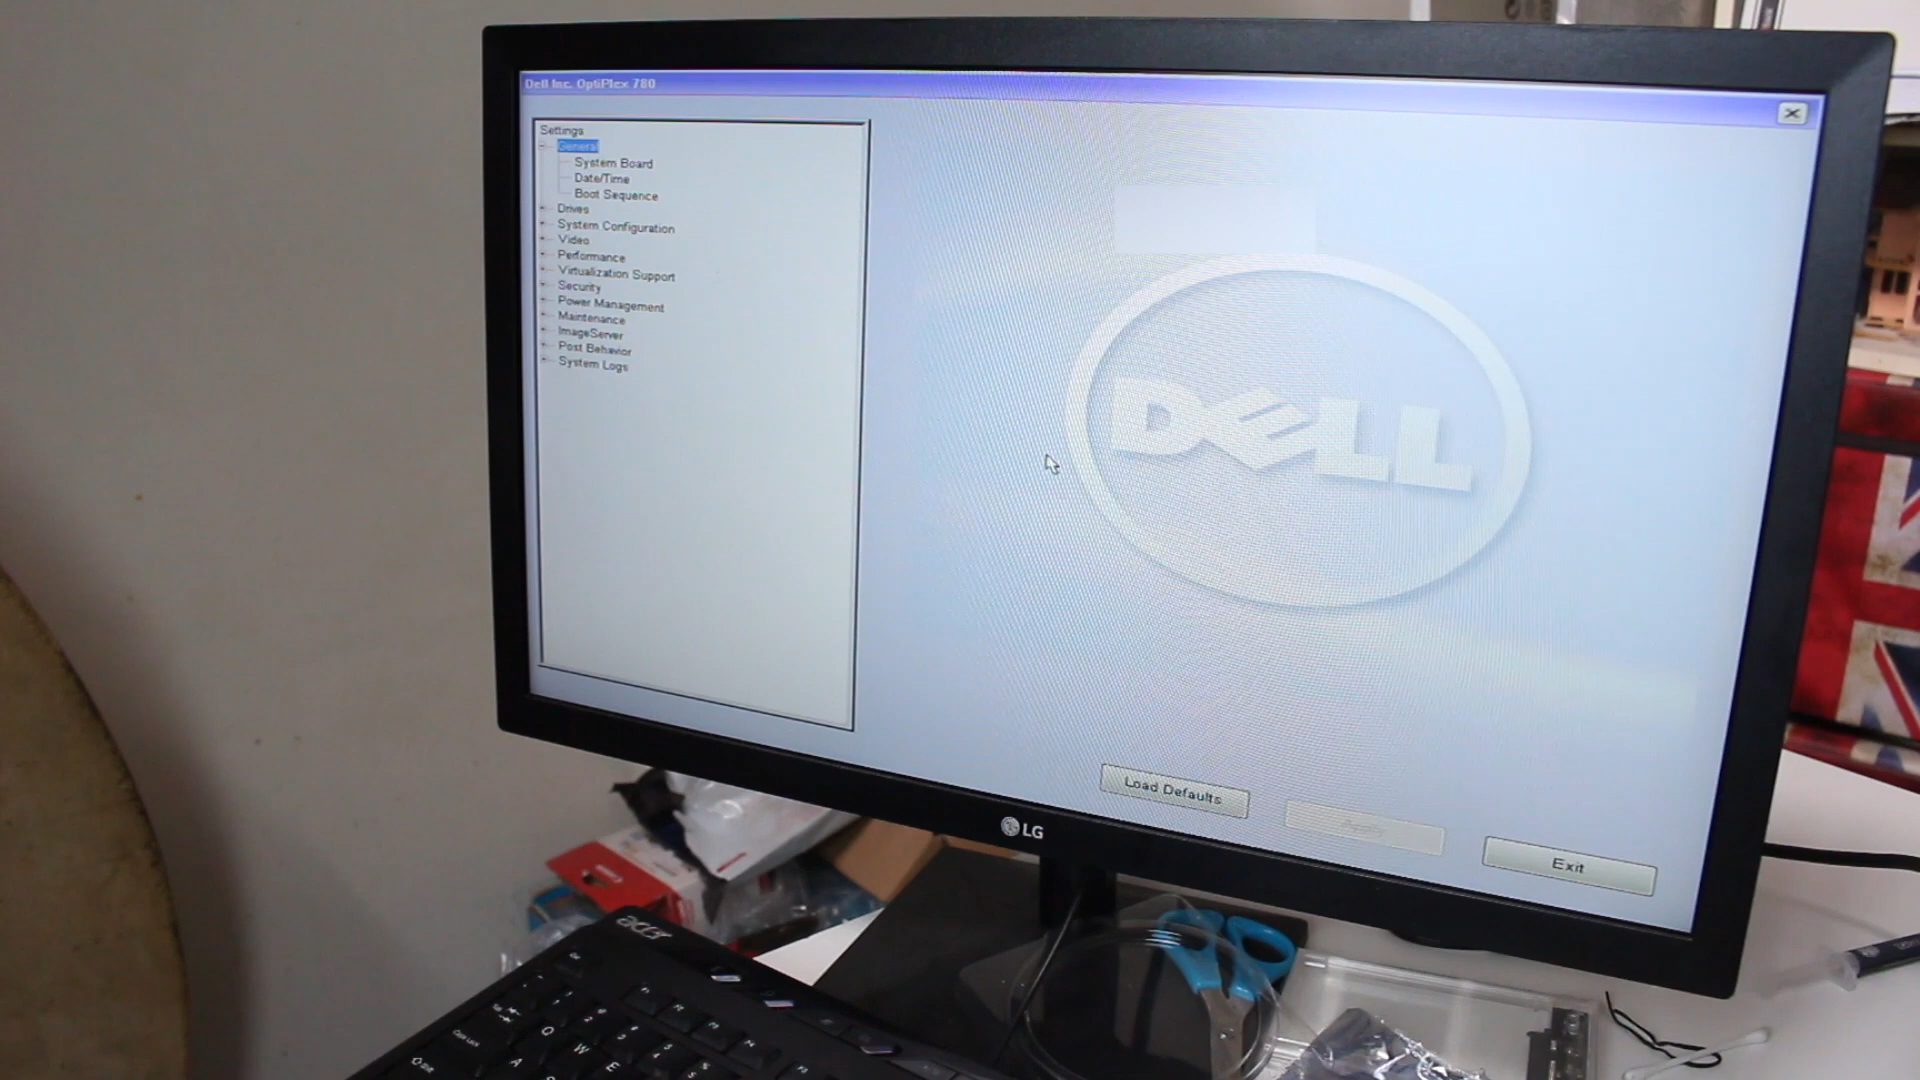 Dell Inc. OptiPlex 780
Settings
General
System Board
Date/Time
Boot Sequence
Drives
System Configuration
Video
Performance
Virtualization Support
Security
Power Management
Maintenance
ImageServer
Post Behavior
System Logs
DELL
Load Defaults
Apply
Exit
LG
acer
Q
W
E
A
S